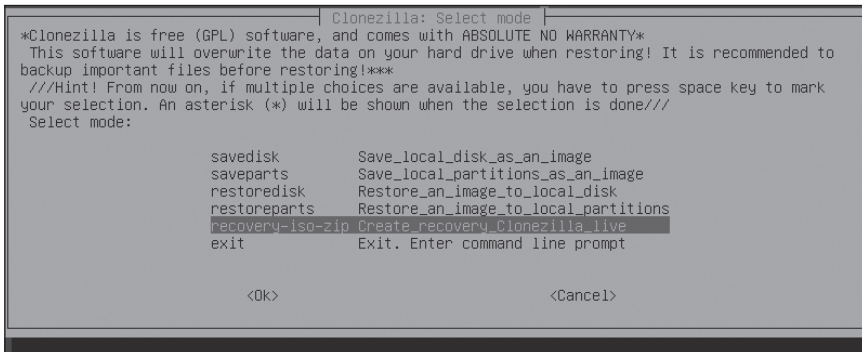 Clonezilla: Select mode
*Clonezilla is free (GPL) software, and comes with ABSOLUTE NO WARRANTY*
This software will overwrite the data on your hard drive when restoring! It is recommended to
backup important files before restoring!***
///Hint! From now on, if multiple choices are available, you have to press space key to mark
your selection. An asterisk (*) will be shown when the selection is done///
Select mode:
savedisk Save_local_disk_as_an_image
saveparts Save_local_partitions_as_an_image
restoredisk Restore_an_image_to_local_disk
restoreparts Restore_an_image_to_local_partitions
recovery-iso-zip Create_recovery_Clonezilla_live
exit Exit. Enter command line prompt
<Ok> <Cancel>